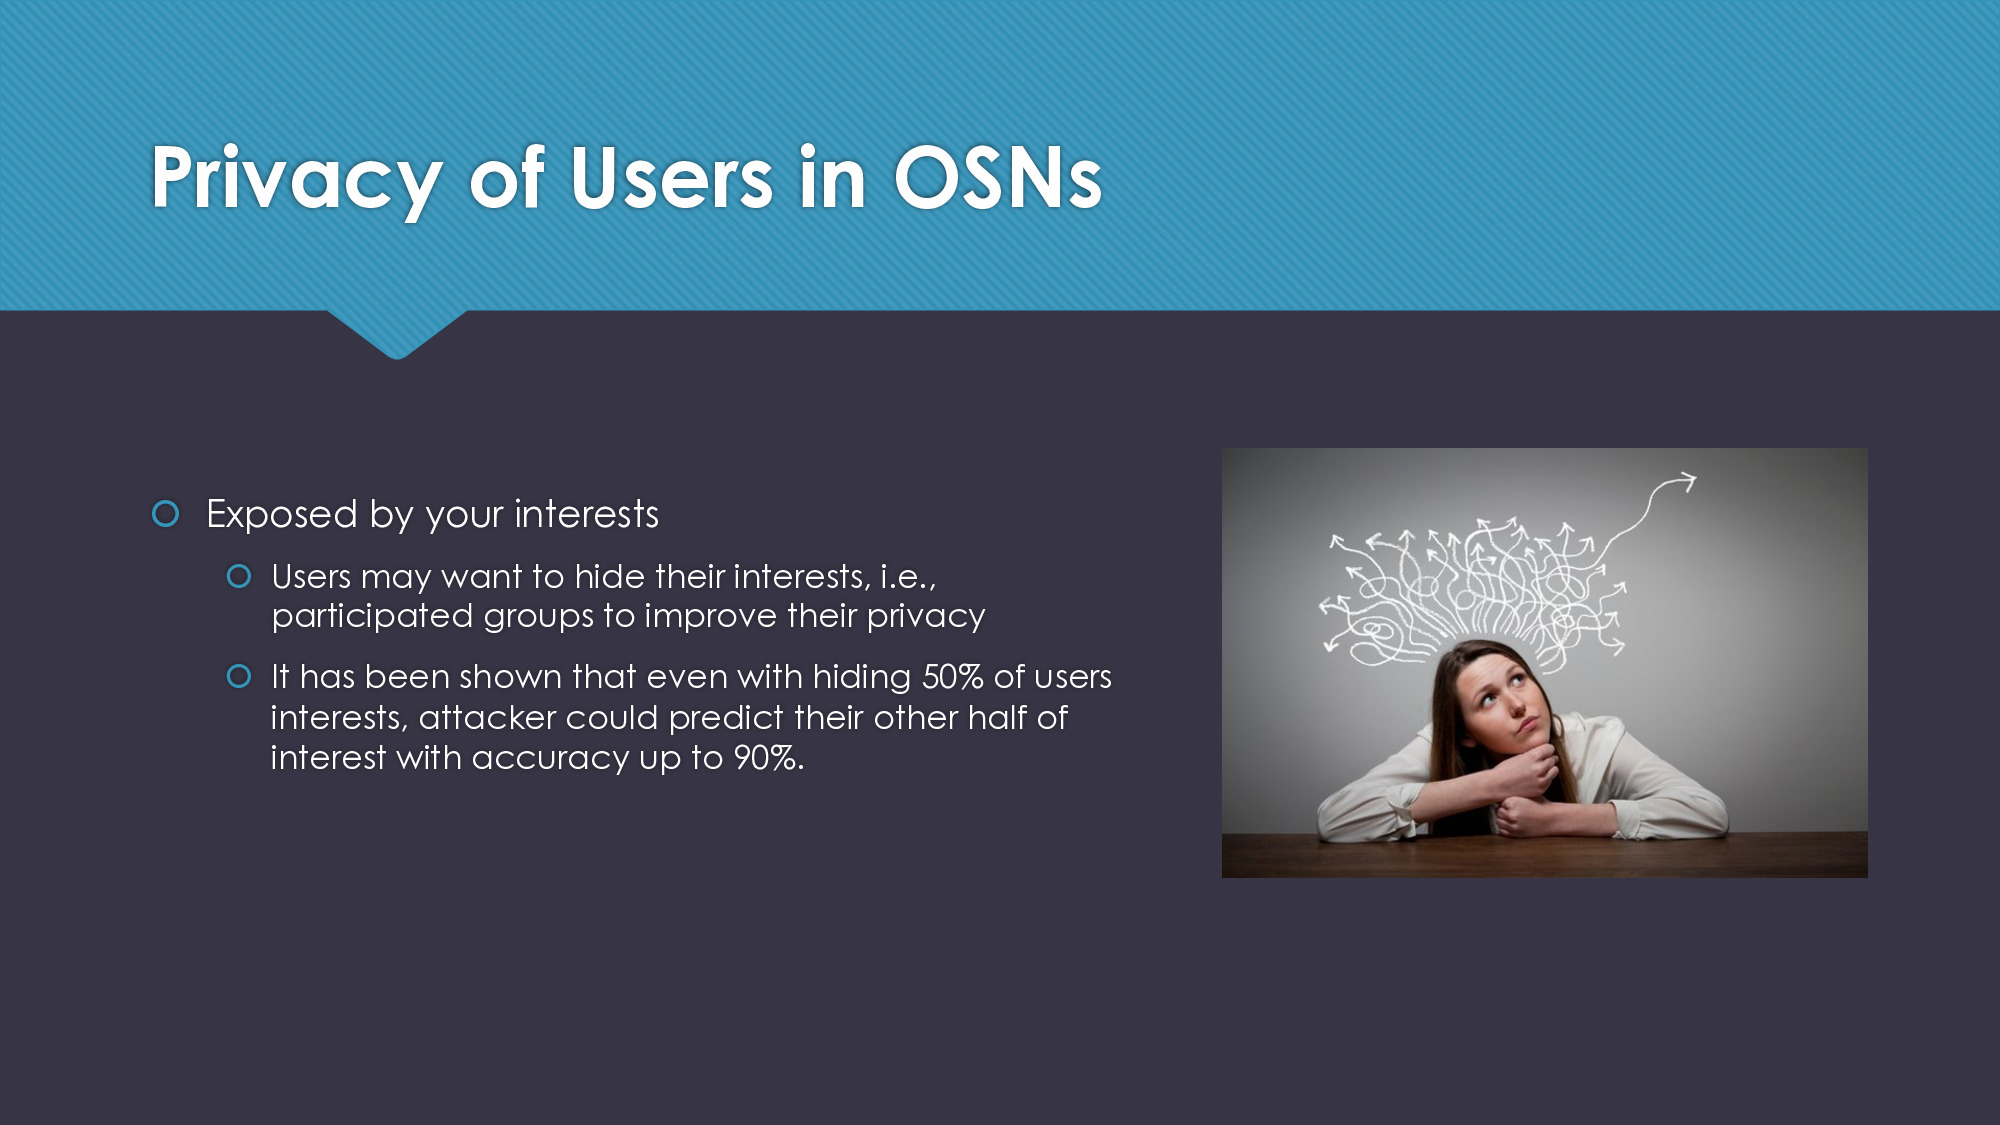 Privacy of Users in OSNs
Exposed by your interests
Users may want to hide their interests, i.e.,
participated groups to improve their privacy
It has been shown that even with hiding 50% of users
interests, attacker could predict their other half of
interest with accuracy up to 90%.